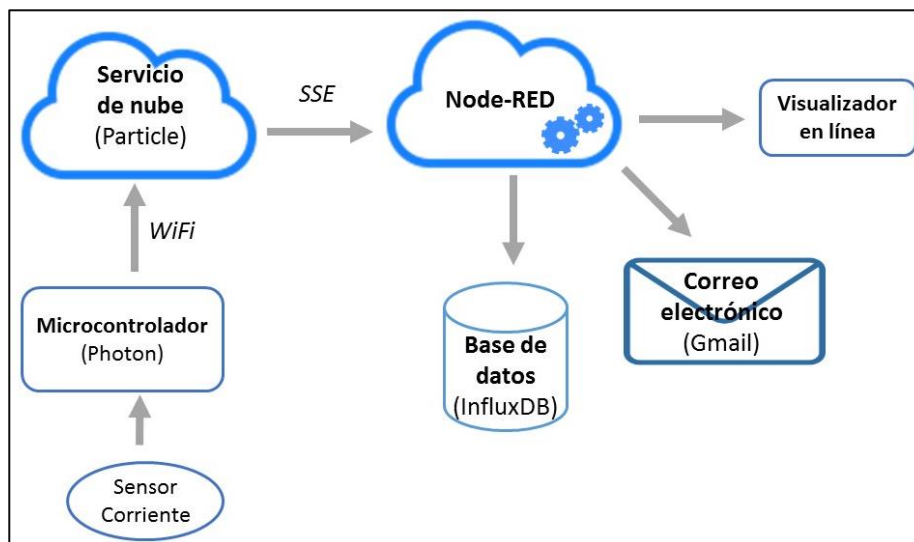 Servicio
de nube
(Particle)
SSE
Node-RED
Visualizador
en línea
WiFi
Microcontrolador
(Photon)
Correo
electrónico
(Gmail)
Base de
datos
(InfluxDB)
Sensor
Corriente